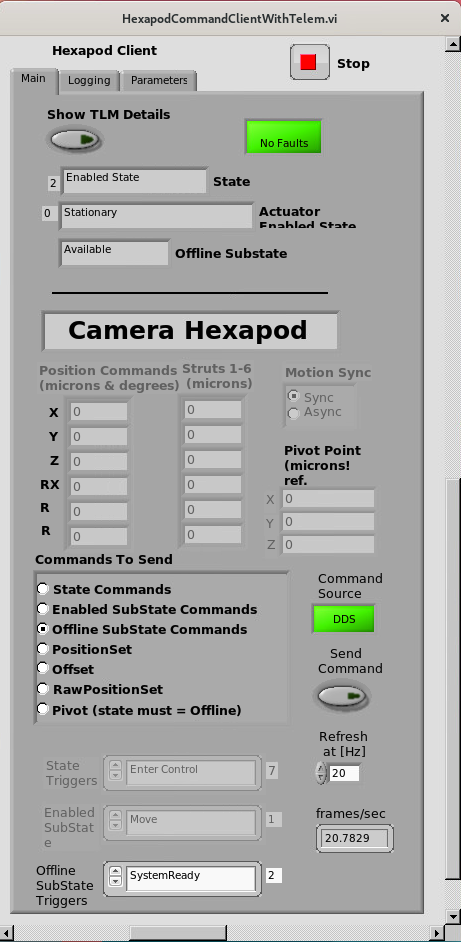 HexapodCommandClientWithTelem.vi
Hexapod Client
Stop
Main
Logging
Parameters
Show TLM Details
No Faults
2
Enabled State
State
0
Stationary
Actuator
Enabled State
Available
Offline Substate
Camera Hexapod
Position Commands
(microns & degrees)
Struts 1-6
(microns)
Motion Sync
Sync
Async
X
0
0
Y
0
0
Z
0
0
RX
0
0
R
0
0
R
0
0
Pivot Point
(microns!
ref.
X
0
Y
0
Z
0
Commands To Send
State Commands
Enabled SubState Commands
Offline SubState Commands
PositionSet
Offset
RawPositionSet
Pivot (state must = Offline)
Command
Source
DDS
Send
Command
Refresh
at [Hz]
20
frames/sec
20.7829
State
Triggers
Enter Control
7
Enabled
SubStat
e
Move
1
Offline
SubState
Triggers
SystemReady
2